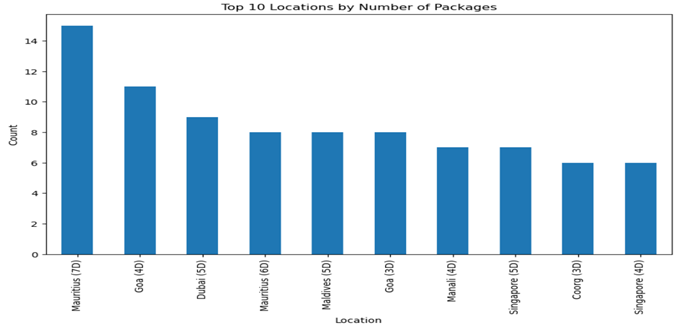 Top 10 Locations by Number of Packages
Count
14
12
10
8
6
4
2
0
Mauritius (7D)
Goa (4D)
Dubai (5D)
Mauritius (6D)
Maldives (5D)
Goa (3D)
Manali (4D)
Singapore (5D)
Coorg (3D)
Singapore (4D)
Location